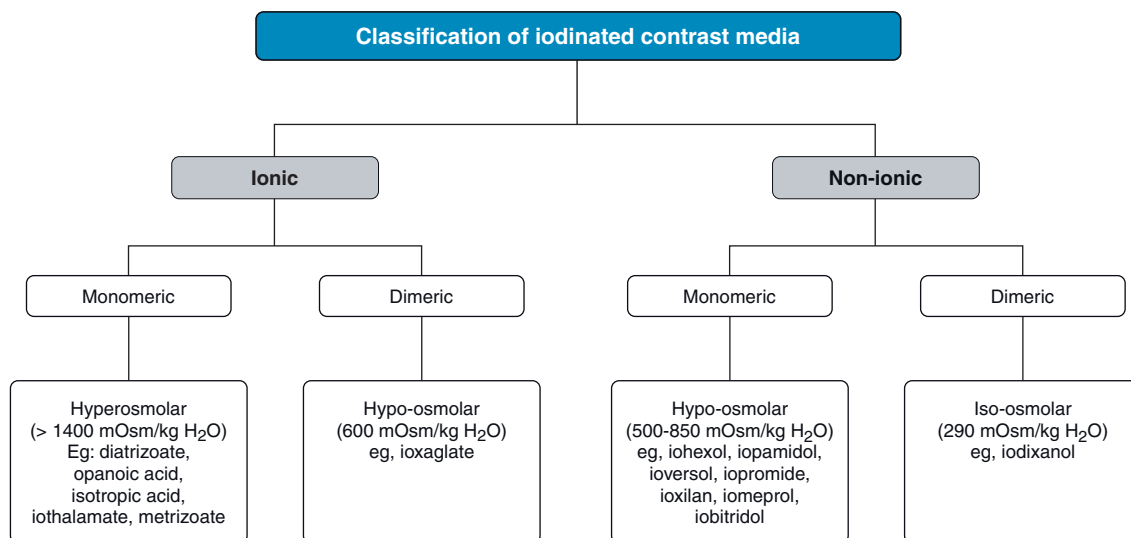 Classification of iodinated contrast media
Ionic
Non-ionic
Monomeric
Dimeric
Monomeric
Dimeric
Hyperosmolar
(> 1400 mOsm/kg H₂O)
Eg: diatrizoate,
opanoic acid,
isotropic acid,
iothalamate, metrizoate
Hypo-osmolar
(600 mOsm/kg H₂O)
eg, ioxaglate
Hypo-osmolar
(500-850 mOsm/kg H₂O)
eg, iohexol, iopamidol,
ioversol, iopromide,
ioxilan, iomeprol,
iobitridol
Iso-osmolar
(290 mOsm/kg H₂O)
eg, iodixanol